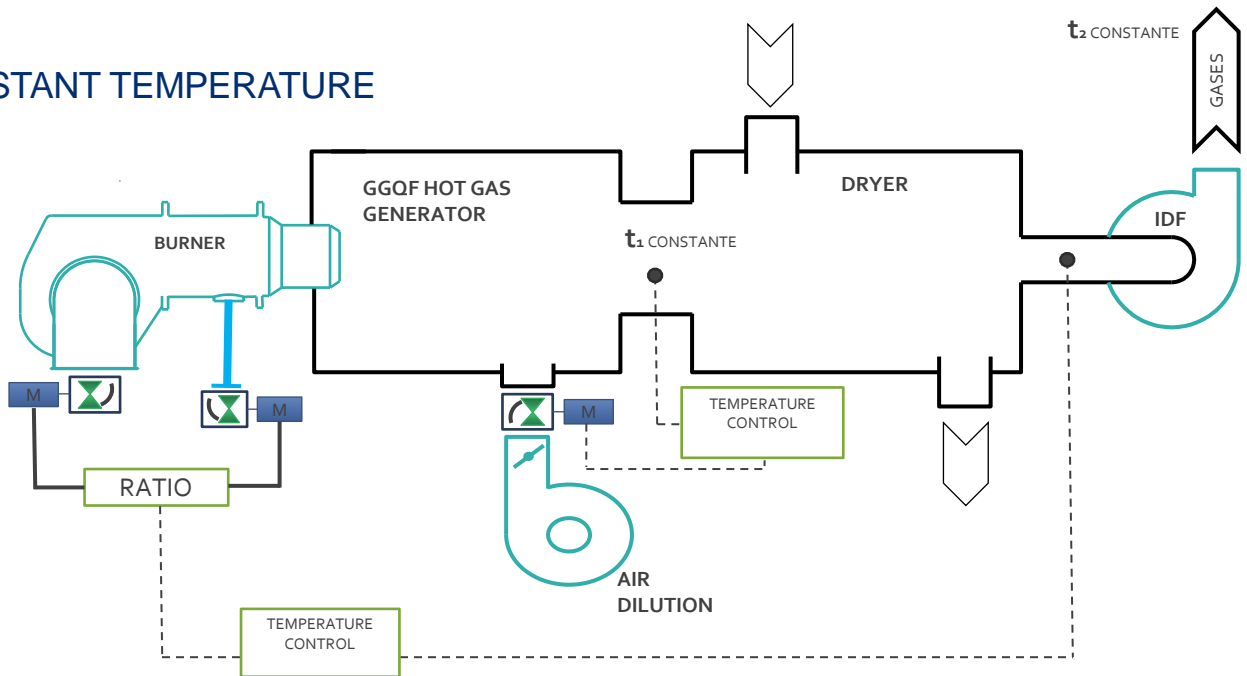 STANT TEMPERATURE
t₂ CONSTANTE
GASES
GGQF HOT GAS
GENERATOR
DRYER
BURNER
IDF
t₁ CONSTANTE
M
M
M
TEMPERATURE
CONTROL
RATIO
AIR
DILUTION
TEMPERATURE
CONTROL